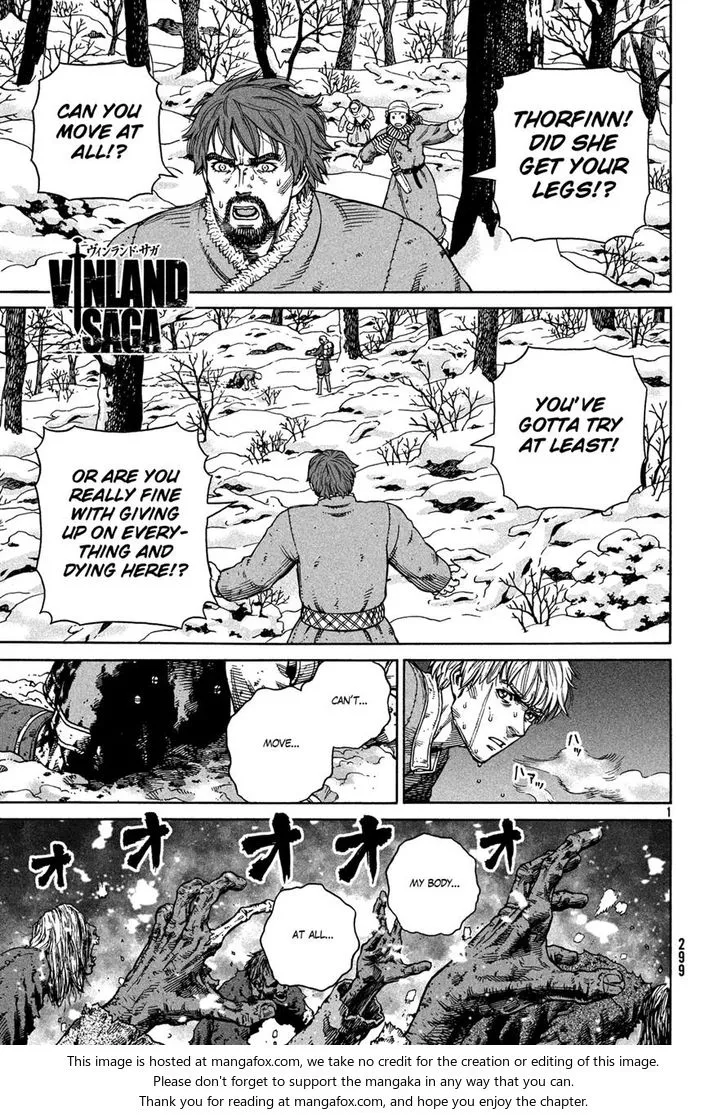 THORFINN!
DID SHE
GET YOUR
LEGS!?
CAN YOU
MOVE AT
ALL!?
ヴィンランド・サガ
VINLAND
SAGA
YOU'VE
GOTTA TRY
AT LEAST!
OR ARE YOU
REALLY FINE
WITH GIVING
UP ON EVERY-
THING AND
DYING HERE!?
ハッ
ハァッ
CAN'T...
MOVE...
1
オ オ オ オ オ
MY BODY...
AT ALL...
299
This image is hosted at mangafox.com, we take no credit for the creation or editing of this image.
Please don't forget to support the mangaka in any way that you can.
Thank you for reading at mangafox.com, and hope you enjoy the chapter.